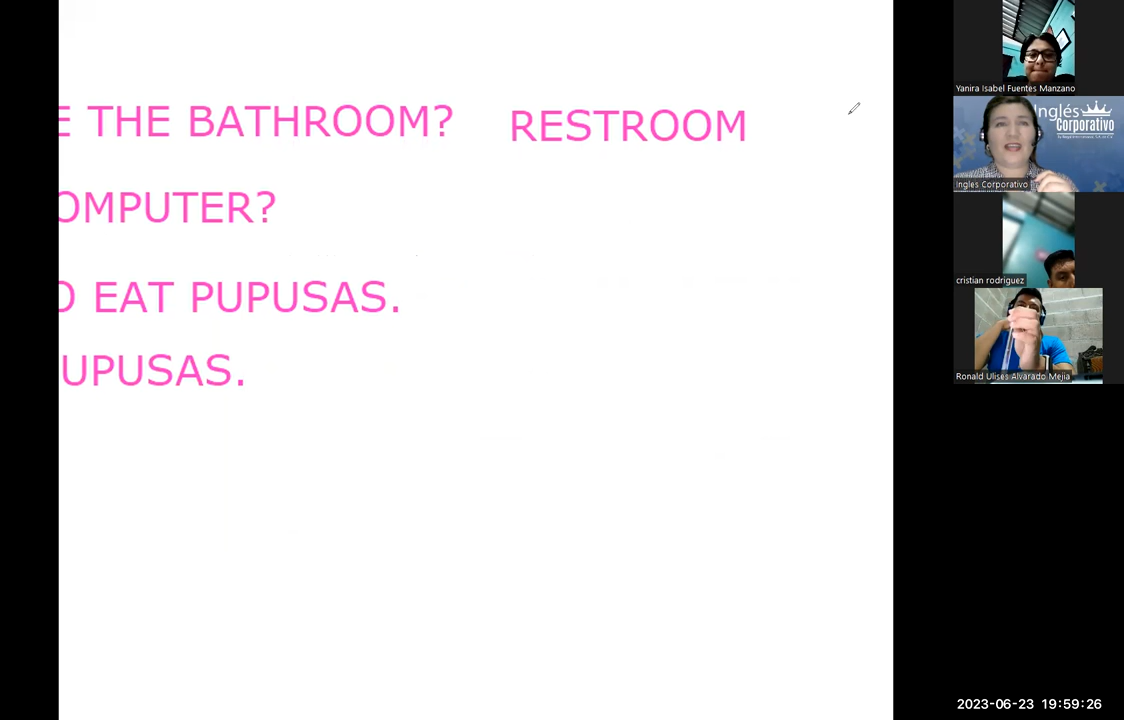 E THE BATHROOM? RESTROOM
OMPUTER?
O EAT PUPUSAS.
UPUSAS.
Yanira Isabel Fuentes Manzano
Inglés
Corporativo
Inglés Corporativo
cristian rodriguez
Ronald Ulises Alvarado Mejia
2023-06-23 19:59:26